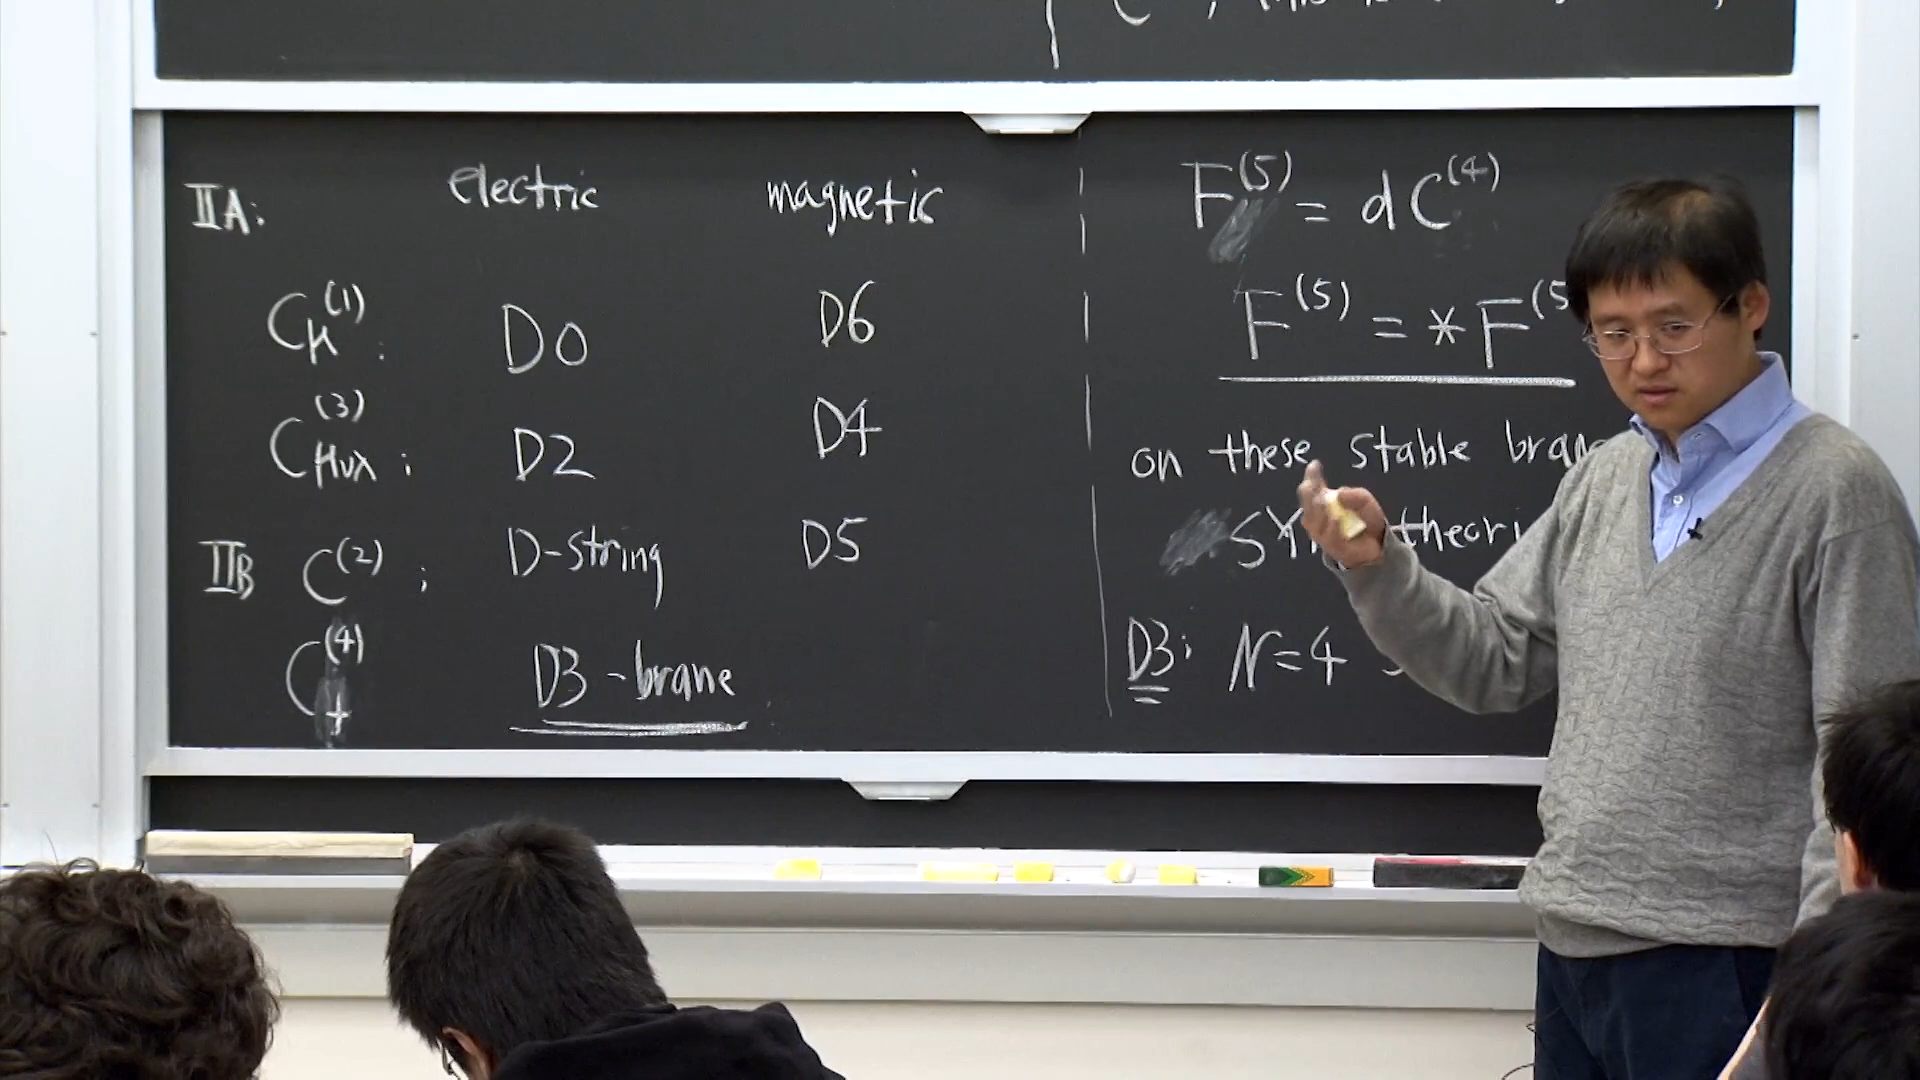 IIA: electric magnetic
C_μ^(1) : D0 D6
C_μνλ^(3) : D2 D4
IIB C^(2) ; D-string D5
C_+^(4) D3-brane
F^(5) = dC^(4)
F^(5) = *F^(5
on these stable
SY theori
D3: N=4